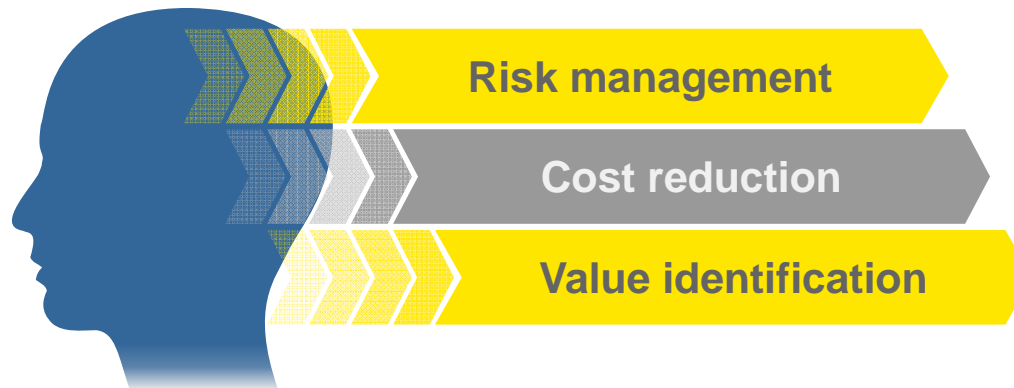 Risk management
Cost reduction
Value identification